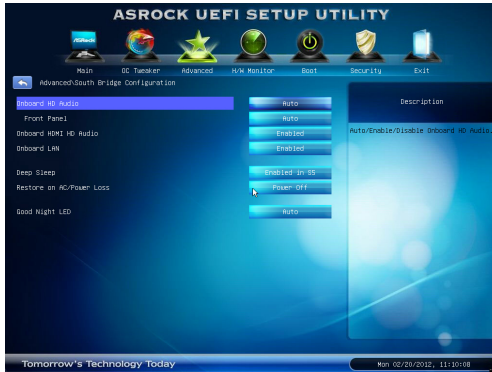 ASROCK UEFI SETUP UTILITY
ASRock
Main OC Tweaker Advanced H/W Monitor Boot Security Exit
Advanced\South Bridge Configuration
Description
Onboard HD Audio Auto
Front Panel Auto
Auto/Enable/Disable Onboard HD Audio.
Onboard HDMI HD Audio Enabled
Onboard LAN Enabled
Deep Sleep Enabled in S5
Restore on AC/Power Loss Power Off
Good Night LED Auto
Tomorrow's Technology Today
Mon 02/20/2012, 11:10:08